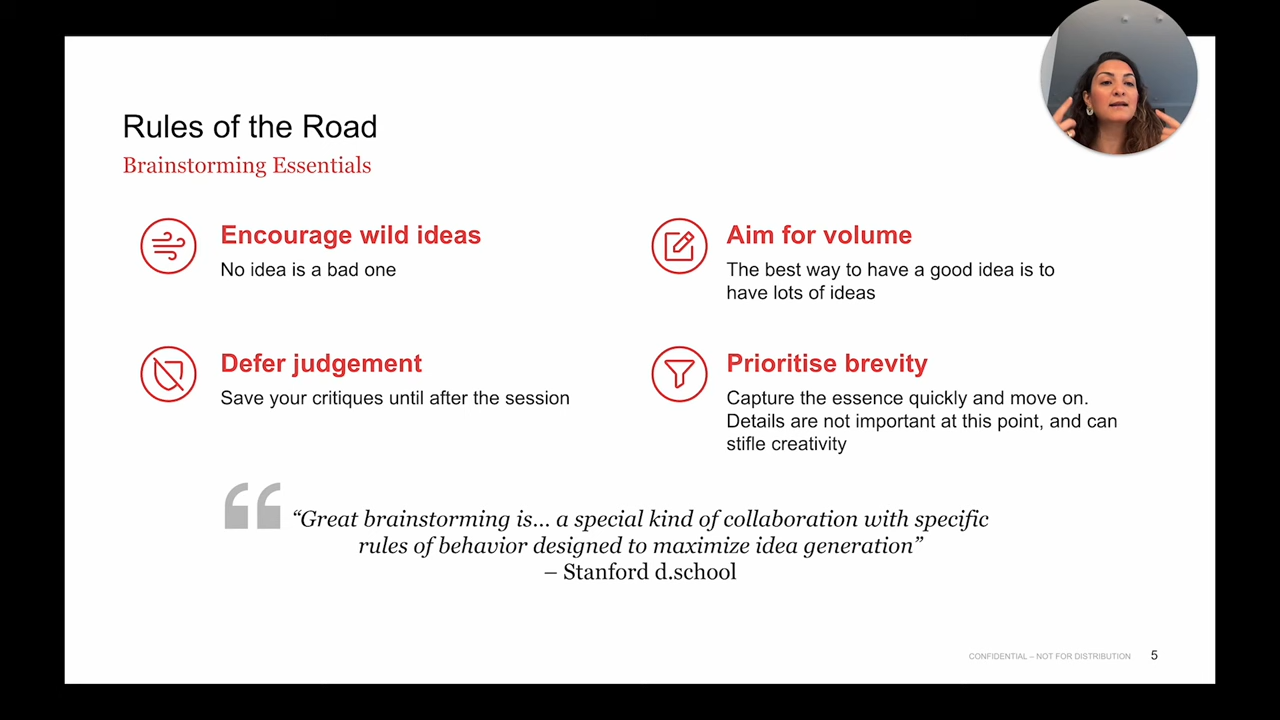 Rules of the Road
Brainstorming Essentials
Encourage wild ideas
No idea is a bad one
Aim for volume
The best way to have a good idea is to
have lots of ideas
Defer judgement
Save your critiques until after the session
Prioritise brevity
Capture the essence quickly and move on.
Details are not important at this point, and can
stifle creativity
“Great brainstorming is... a special kind of collaboration with specific
rules of behavior designed to maximize idea generation”
– Stanford d.school
CONFIDENTIAL – NOT FOR DISTRIBUTION 5